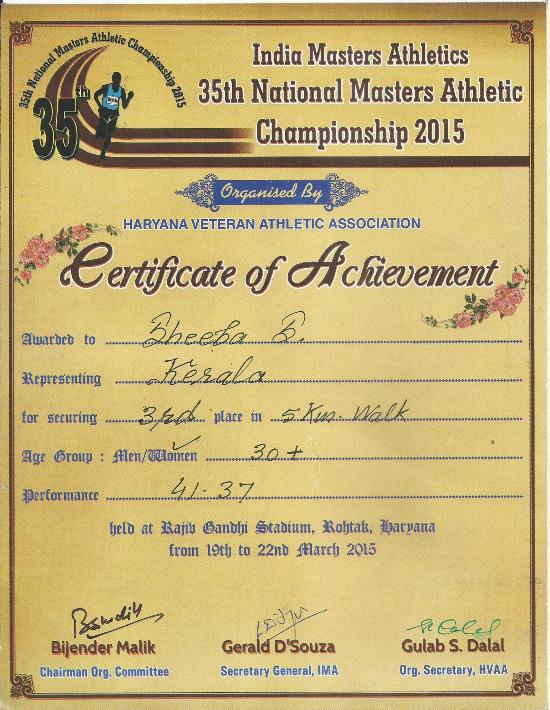 35th National Masters Athletic Championship 2015
35th
India Masters Athletics
35th National Masters Athletic
Championship 2015
Organised By
HARYANA VETERAN ATHLETIC ASSOCIATION
Certificate of Achievement
Awarded to Sheeba S.
Representing Kerala
for securing 3rd place in 5 Km. Walk
Age Group : Men/Women 30+
Performance 41.37
held at Rajib Gandhi Stadium, Rohtak, Haryana
from 19th to 22nd March 2015
Bijender Malik Gerald D'Souza Gulab S. Dalal
Chairman Org. Committee Secretary General, IMA Org. Secretary, HVAA